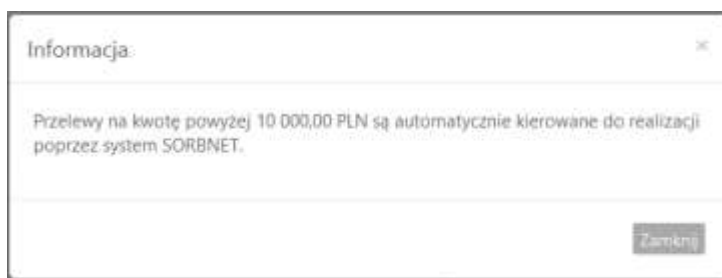 Informacja
×
Przelewy na kwotę powyżej 10 000,00 PLN są automatycznie kierowane do realizacji
poprzez system SORBNET.
Zamknij